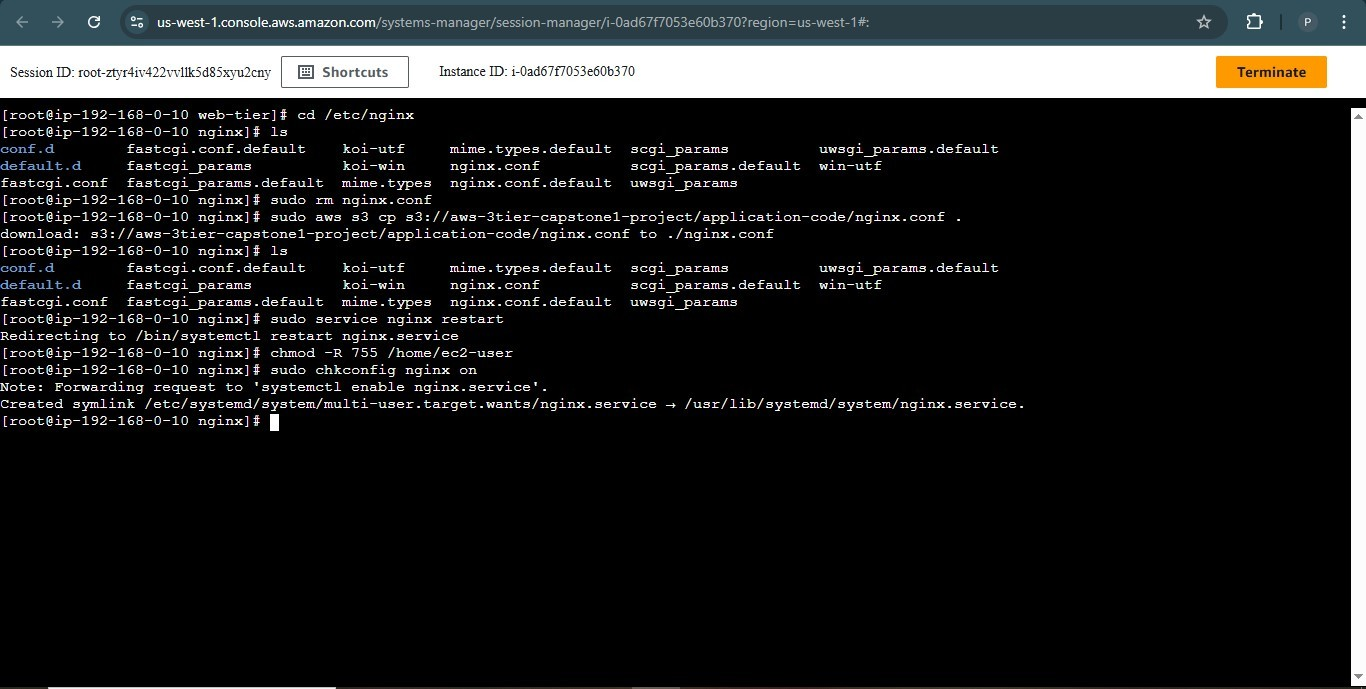 us-west-1.console.aws.amazon.com/systems-manager/session-manager/i-0ad67f7053e60b370?region=us-west-1#:
P
Session ID: root-ztyr4iv422vvllk5d85xyu2cny Shortcuts Instance ID: i-0ad67f7053e60b370 Terminate
[root@ip-192-168-0-10 web-tier]# cd /etc/nginx
[root@ip-192-168-0-10 nginx]# ls
conf.d        fastcgi.conf.default    koi-utf     mime.types.default  scgi_params          uwsgi_params.default
default.d     fastcgi_params          koi-win     nginx.conf          scgi_params.default  win-utf
fastcgi.conf  fastcgi_params.default  mime.types  nginx.conf.default  uwsgi_params
[root@ip-192-168-0-10 nginx]# sudo rm nginx.conf
[root@ip-192-168-0-10 nginx]# sudo aws s3 cp s3://aws-3tier-capstone1-project/application-code/nginx.conf .
download: s3://aws-3tier-capstone1-project/application-code/nginx.conf to ./nginx.conf
[root@ip-192-168-0-10 nginx]# ls
conf.d        fastcgi.conf.default    koi-utf     mime.types.default  scgi_params          uwsgi_params.default
default.d     fastcgi_params          koi-win     nginx.conf          scgi_params.default  win-utf
fastcgi.conf  fastcgi_params.default  mime.types  nginx.conf.default  uwsgi_params
[root@ip-192-168-0-10 nginx]# sudo service nginx restart
Redirecting to /bin/systemctl restart nginx.service
[root@ip-192-168-0-10 nginx]# chmod -R 755 /home/ec2-user
[root@ip-192-168-0-10 nginx]# sudo chkconfig nginx on
Note: Forwarding request to 'systemctl enable nginx.service'.
Created symlink /etc/systemd/system/multi-user.target.wants/nginx.service → /usr/lib/systemd/system/nginx.service.
[root@ip-192-168-0-10 nginx]#